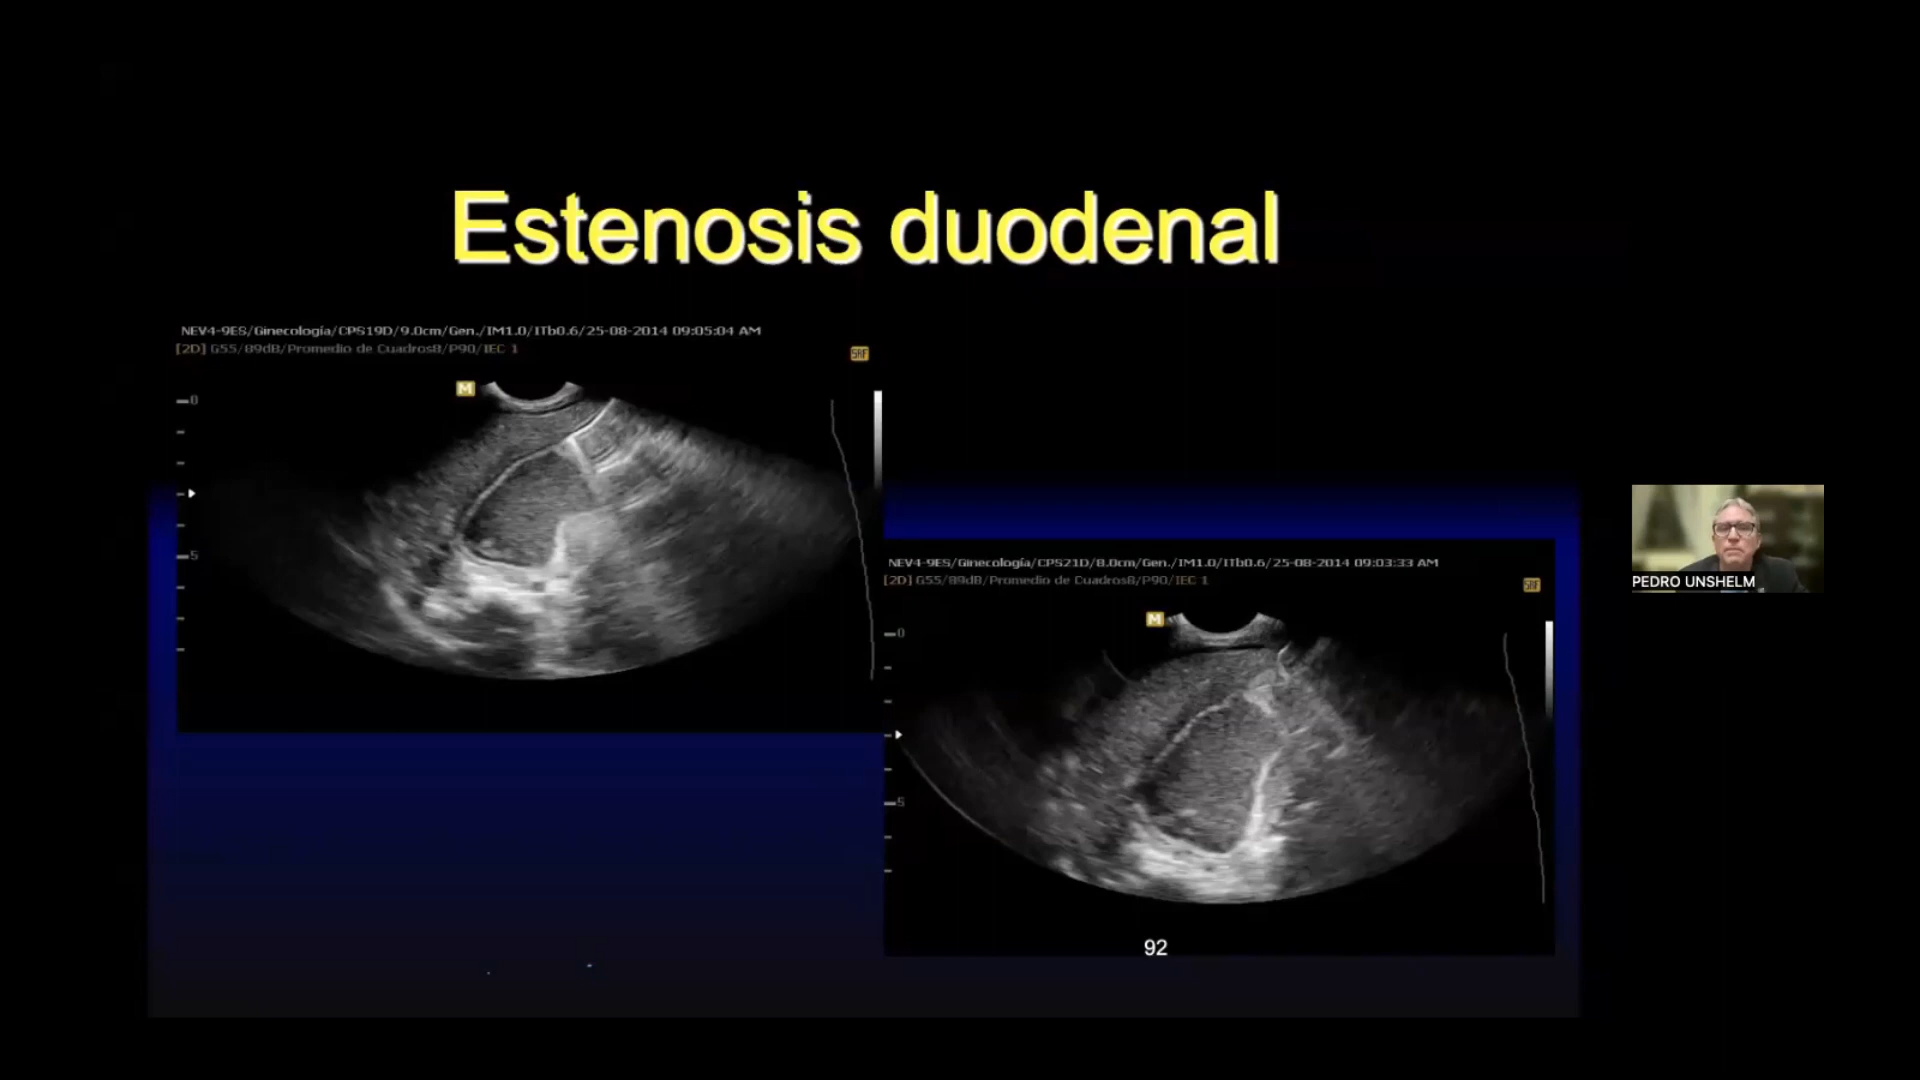 Estenosis duodenal
NEV4-9ES/Ginecología/CPS19D/9.0cm/Gen./IM1.0/ITb0.6/25-08-2014 09:05:04 AM
[2D] G55/89dB/Promedio de Cuadros8/P90/IEC 1
SRF
M
0
5
NEV4-9ES/Ginecología/CPS21D/8.0cm/Gen./IM1.0/ITb0.6/25-08-2014 09:03:33 AM
[2D] G55/89dB/Promedio de Cuadros8/P90/IEC 1
SRF
M
0
5
92
PEDRO UNSHELM